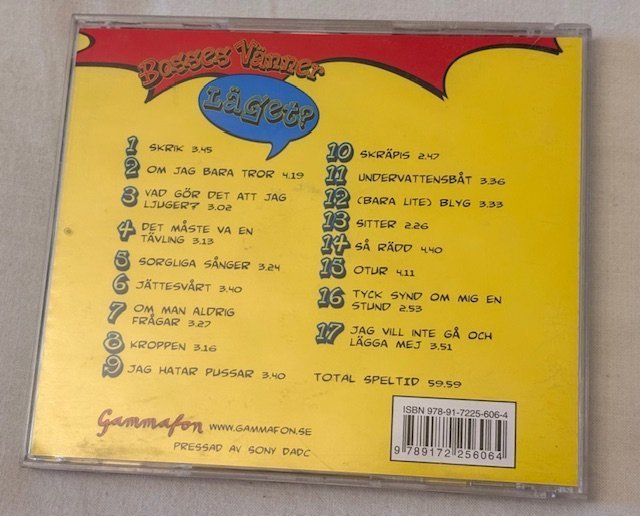 Bosses Vänner
Läget?
1 SKRIK 3.45
2 OM JAG BARA TROR 4.19
3 VAD GÖR DET ATT JAG
LJUGER? 3.02
4 DET MÅSTE VA EN
TÄVLING 3.13
5 SORGLIGA SÅNGER 3.24
6 JÄTTESVÅRT 3.40
7 OM MAN ALDRIG
FRÅGAR 3.27
8 KROPPEN 3.16
9 JAG HATAR PUSSAR 3.40
10 SKRÄPIS 2.47
11 UNDERVATTENSBÅT 3.36
12 (BARA LITE) BLYG 3.33
13 SITTER 2.26
14 SÅ RÄDD 4.40
15 OTUR 4.11
16 TYCK SYND OM MIG EN
STUND 2.53
17 JAG VILL INTE GÅ OCH
LÄGGA MEJ 3.51
TOTAL SPELTID 59.59
Gammafon WWW.GAMMAFON.SE
PRESSAD AV SONY DADC
ISBN 978-91-7225-606-4
9 789172 256064